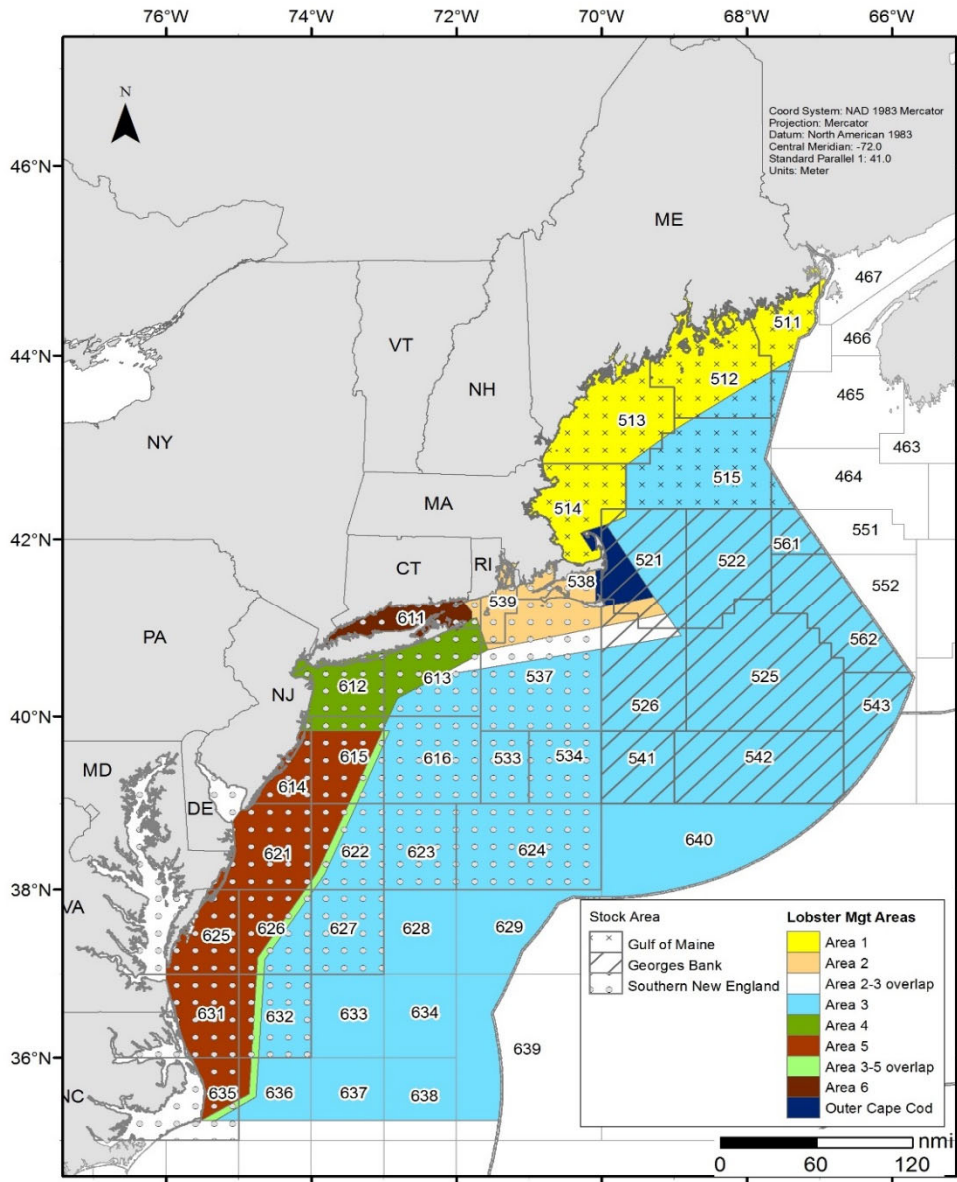 76°W 74°W 72°W 70°W 68°W 66°W
N
Coord System: NAD 1983 Mercator
Projection: Mercator
Datum: North American 1983
Central Meridian: -72.0
Standard Parallel 1: 41.0
Units: Meter
46°N
ME
467
511
466
44°N
VT
512
465
NH
513
463
NY
464
515
MA
514
551
42°N
561
521 522
CT RI
538
552
539
611
PA
562
613 537
525
612
NJ
526
543
40°N
615 616 533 534 541 542
MD
614
DE
640
621 622 623 624
38°N
VA
625 626 627 628 629
Stock Area
Gulf of Maine
Georges Bank
Southern New England
Lobster Mgt Areas
Area 1
Area 2
Area 2-3 overlap
Area 3
Area 4
Area 5
Area 3-5 overlap
Area 6
Outer Cape Cod
631 632 633 634
639
36°N
635 636 637 638
NC
nmi
0 60 120